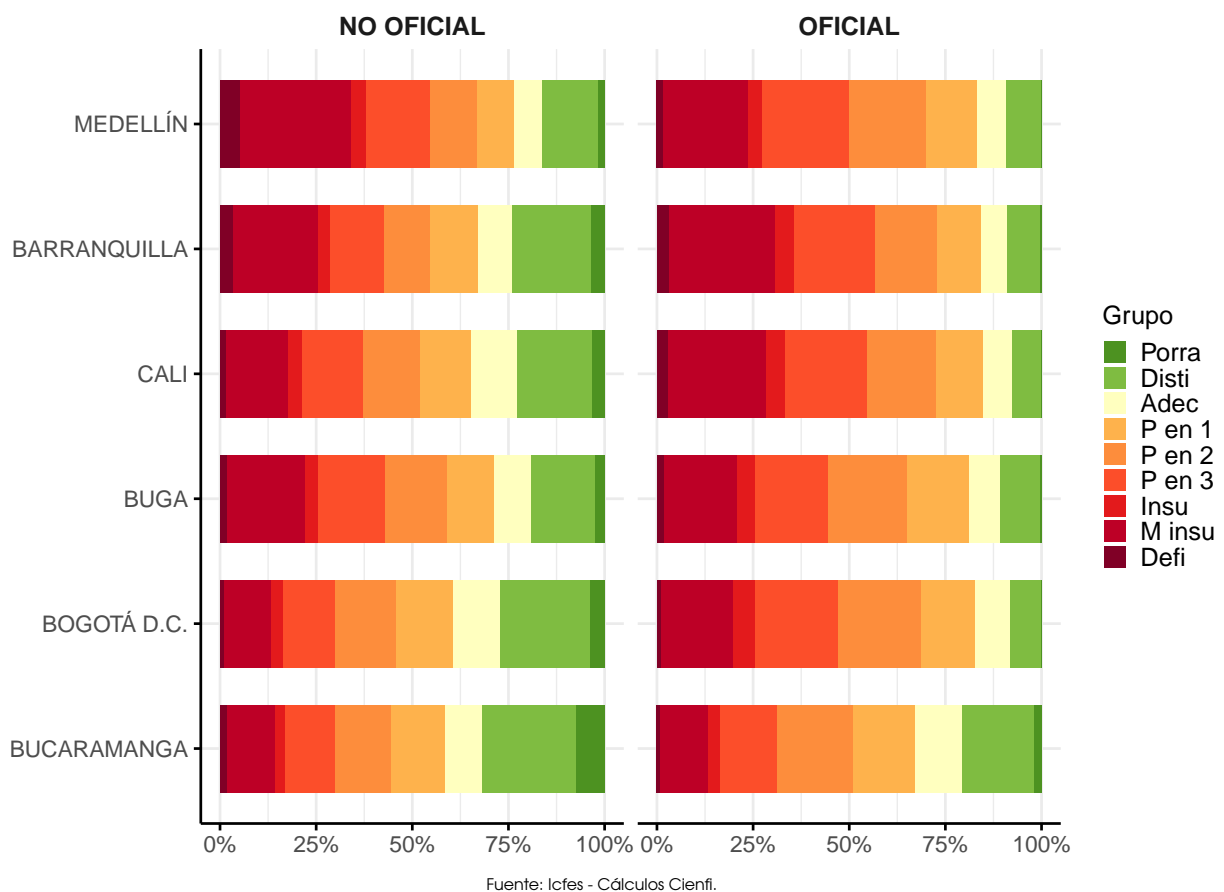 NO OFICIAL
OFICIAL
MEDELLÍN
BARRANQUILLA
CALI
BUGA
BOGOTÁ D.C.
BUCARAMANGA
0% 25% 50% 75% 100% 0% 25% 50% 75% 100%
Grupo
Porra
Disti
Adec
P en 1
P en 2
P en 3
Insu
M insu
Defi
Fuente: Icfes - Cálculos Cienfi.